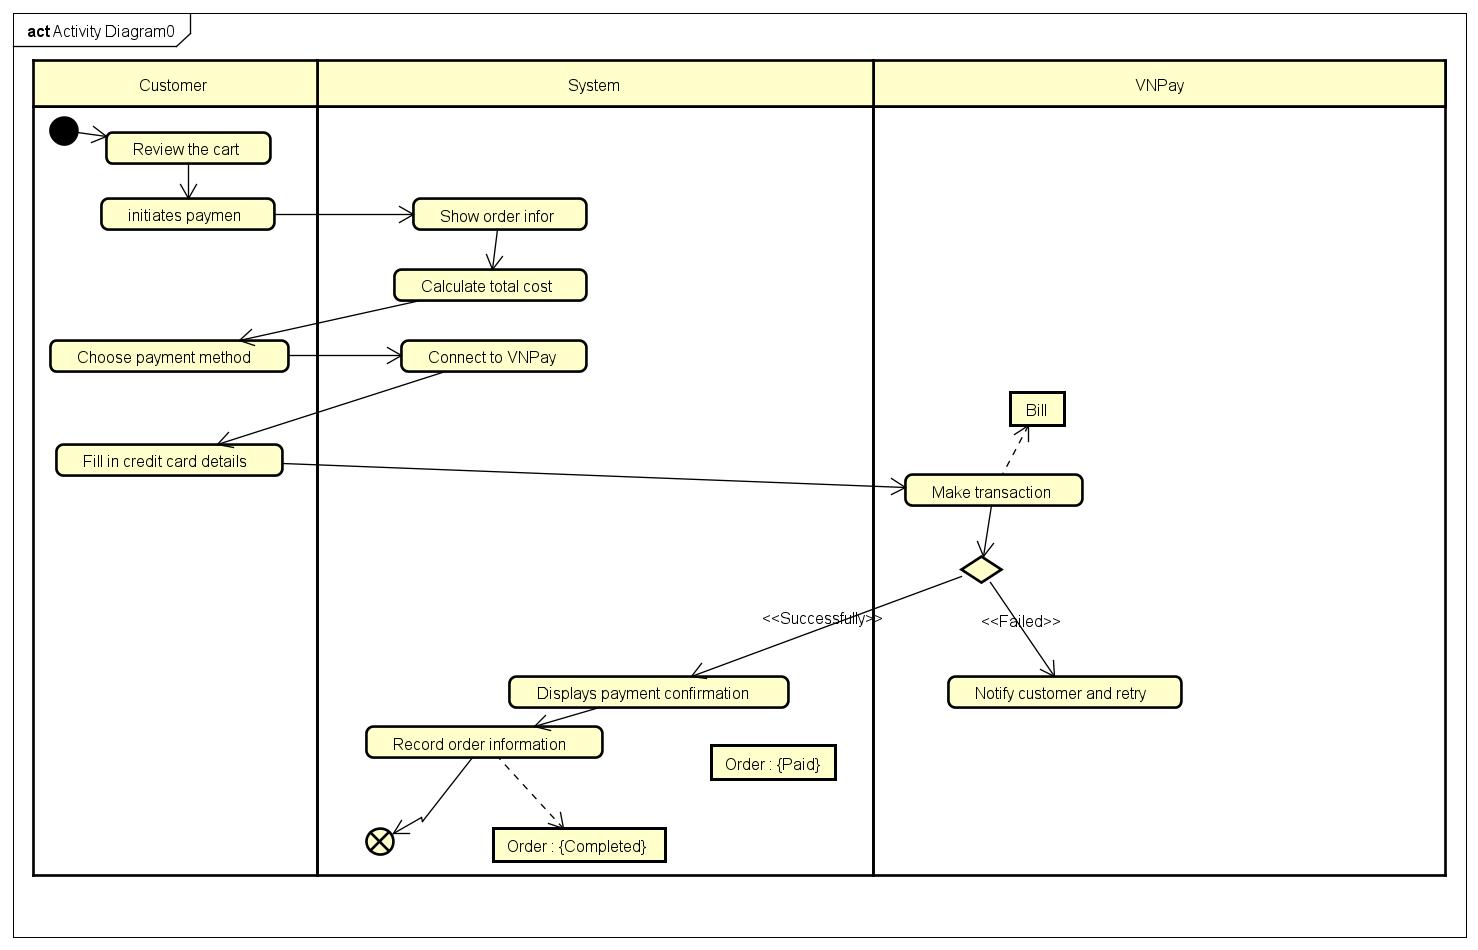 act Activity Diagram0
Customer
System
VNPay
Review the cart
initiates paymen
Show order infor
Calculate total cost
Choose payment method
Connect to VNPay
Bill
Fill in credit card details
Make transaction
<<Successfully>>
<<Failed>>
Displays payment confirmation
Notify customer and retry
Record order information
Order : {Paid}
Order : {Completed}